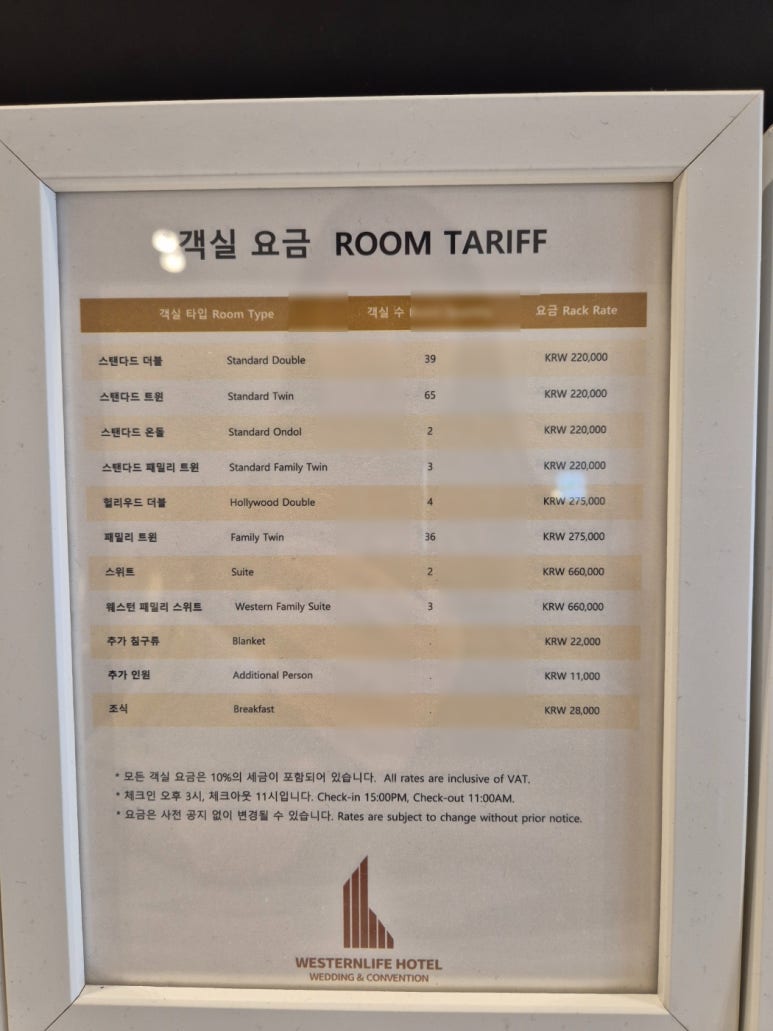 객실 요금 ROOM TARIFF
객실 타입 Room Type 객실 수 요금 Rack Rate
스탠다드 더블 Standard Double 39 KRW 220,000
스탠다드 트윈 Standard Twin 65 KRW 220,000
스탠다드 온돌 Standard Ondol 2 KRW 220,000
스탠다드 패밀리 트윈 Standard Family Twin 3 KRW 220,000
헐리우드 더블 Hollywood Double 4 KRW 275,000
패밀리 트윈 Family Twin 36 KRW 275,000
스위트 Suite 2 KRW 660,000
웨스턴 패밀리 스위트 Western Family Suite 3 KRW 660,000
추가 침구류 Blanket . KRW 22,000
추가 인원 Additional Person . KRW 11,000
조식 Breakfast . KRW 28,000
* 모든 객실 요금은 10%의 세금이 포함되어 있습니다. All rates are inclusive of VAT.
* 체크인 오후 3시, 체크아웃 11시입니다. Check-in 15:00PM, Check-out 11:00AM.
* 요금은 사전 공지 없이 변경될 수 있습니다. Rates are subject to change without prior notice.
WESTERNLIFE HOTEL
WEDDING & CONVENTION